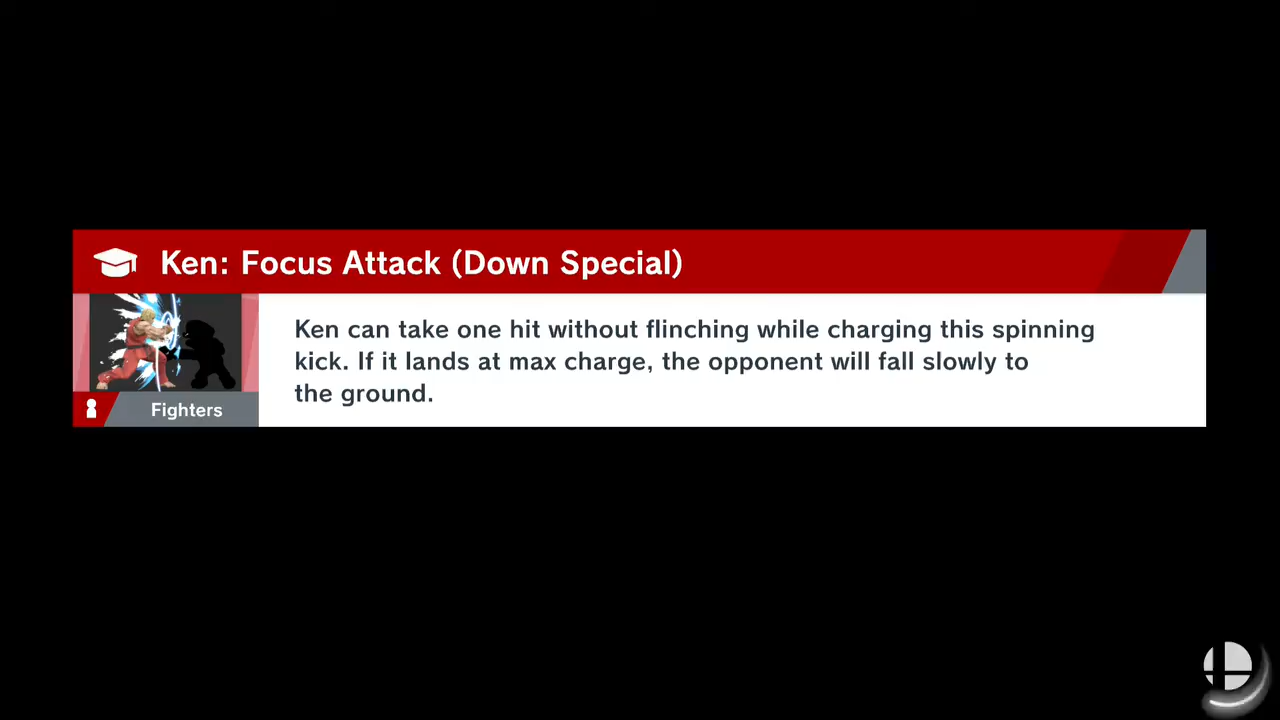 Ken: Focus Attack (Down Special)
Ken can take one hit without flinching while charging this spinning
kick. If it lands at max charge, the opponent will fall slowly to
the ground.
Fighters